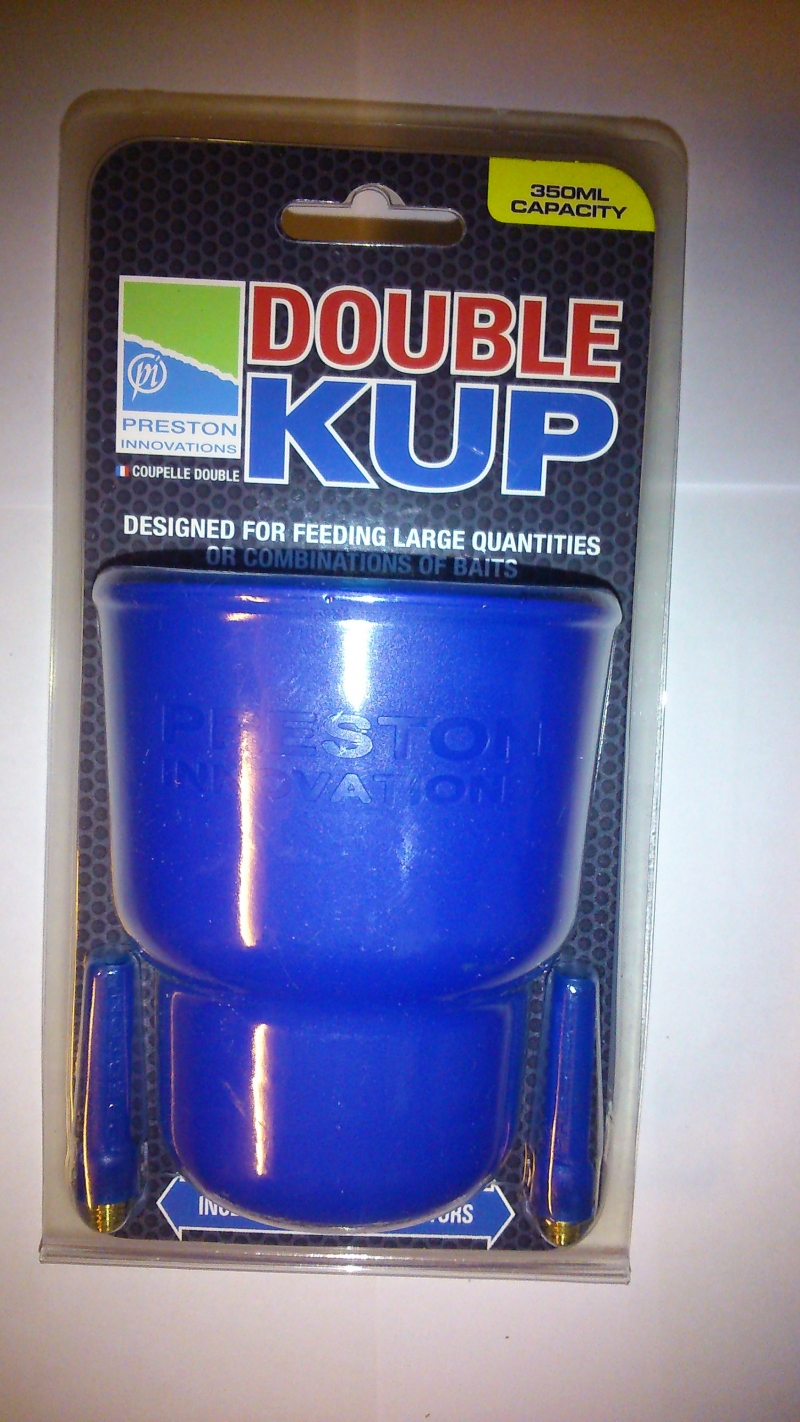 350ML
CAPACITY
DOUBLE
KUP
pi
PRESTON
INNOVATIONS
COUPELLE DOUBLE
DESIGNED FOR FEEDING LARGE QUANTITIES
OR COMBINATIONS OF BAITS
PRESTON
INNOVATIONS